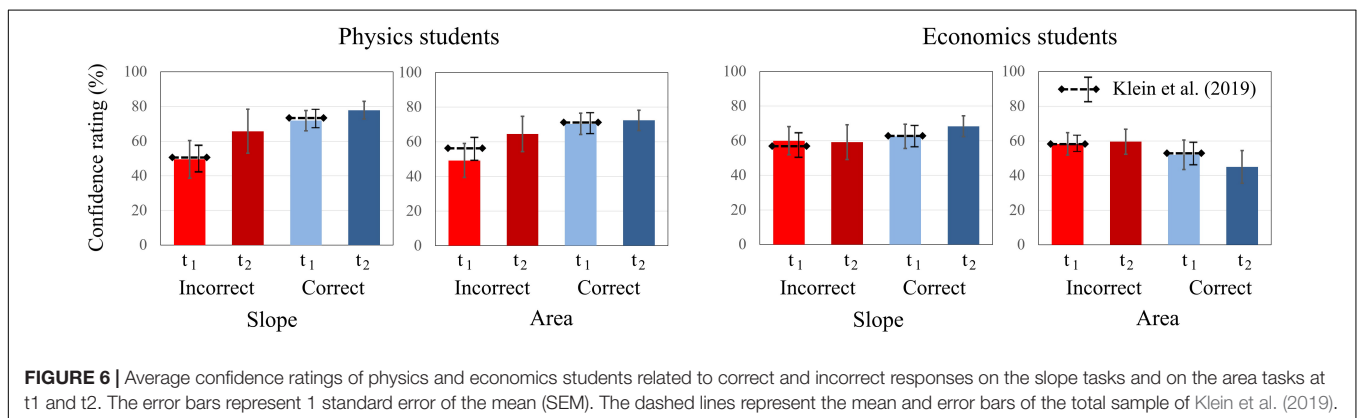 Physics students
Economics students
Confidence rating (%)
100
80
60
40
20
0
t1 t2 t1 t2
Incorrect Correct
Slope
100
80
60
40
20
0
t1 t2 t1 t2
Incorrect Correct
Area
100
80
60
40
20
0
t1 t2 t1 t2
Incorrect Correct
Slope
100
80
60
40
20
0
Klein et al. (2019)
t1 t2 t1 t2
Incorrect Correct
Area
FIGURE 6 | Average confidence ratings of physics and economics students related to correct and incorrect responses on the slope tasks and on the area tasks at
t1 and t2. The error bars represent 1 standard error of the mean (SEM). The dashed lines represent the mean and error bars of the total sample of Klein et al. (2019).